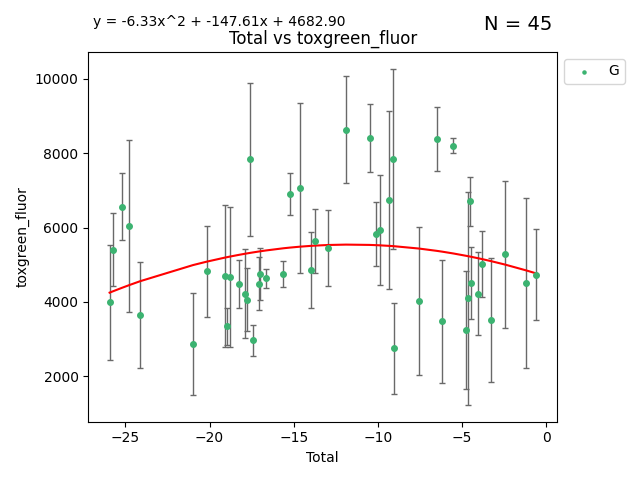 y = -6.33x^2 + -147.61x + 4682.90
N = 45
Total vs toxgreen_fluor
G
10000
8000
6000
4000
2000
toxgreen_fluor
−25
−20
−15
−10
−5
0
Total